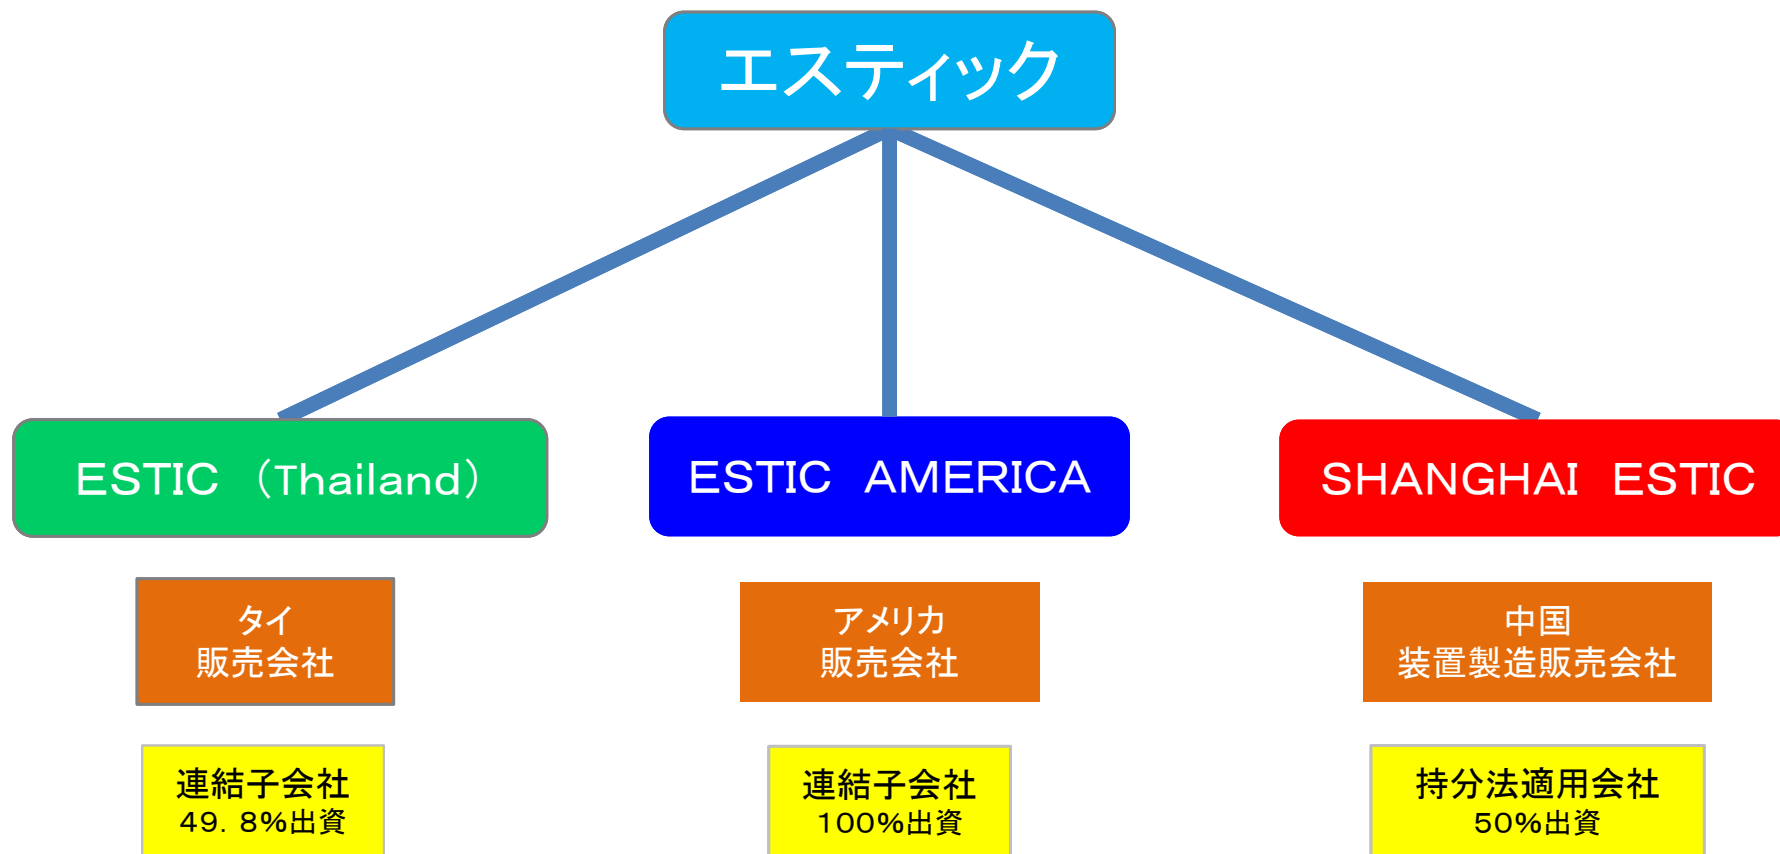 エスティック
ESTIC （Thailand）
ESTIC AMERICA
SHANGHAI ESTIC
タイ
販売会社
アメリカ
販売会社
中国
装置製造販売会社
連結子会社
49．8%出資
連結子会社
100%出資
持分法適用会社
50%出資